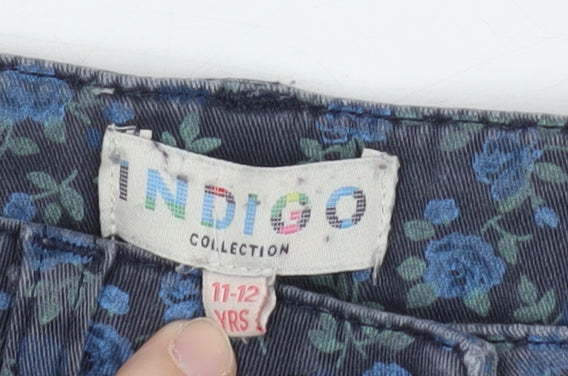 INDIGO
COLLECTION
11-12
YRS